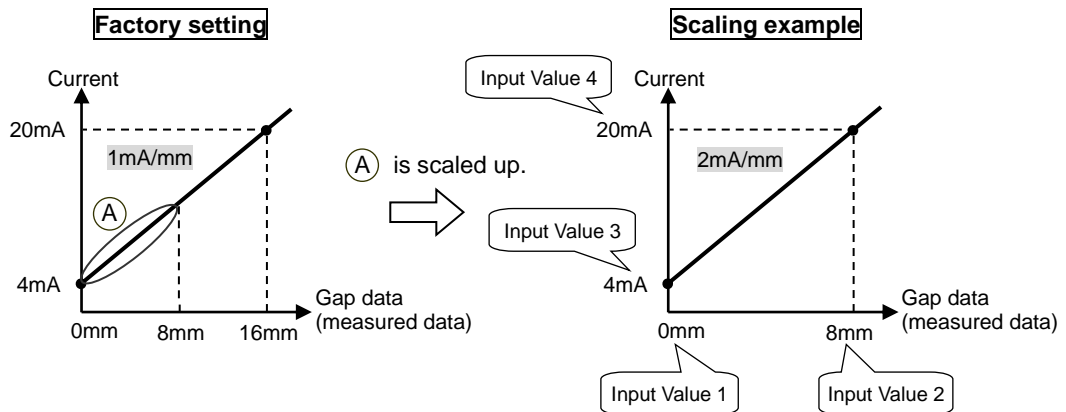 Factory setting
Current
20mA
1mA/mm
A
4mA
0mm
8mm
16mm
Gap data
(measured data)
A is scaled up.
Scaling example
Input Value 4
Current
20mA
2mA/mm
Input Value 3
4mA
0mm
8mm
Gap data
(measured data)
Input Value 1
Input Value 2